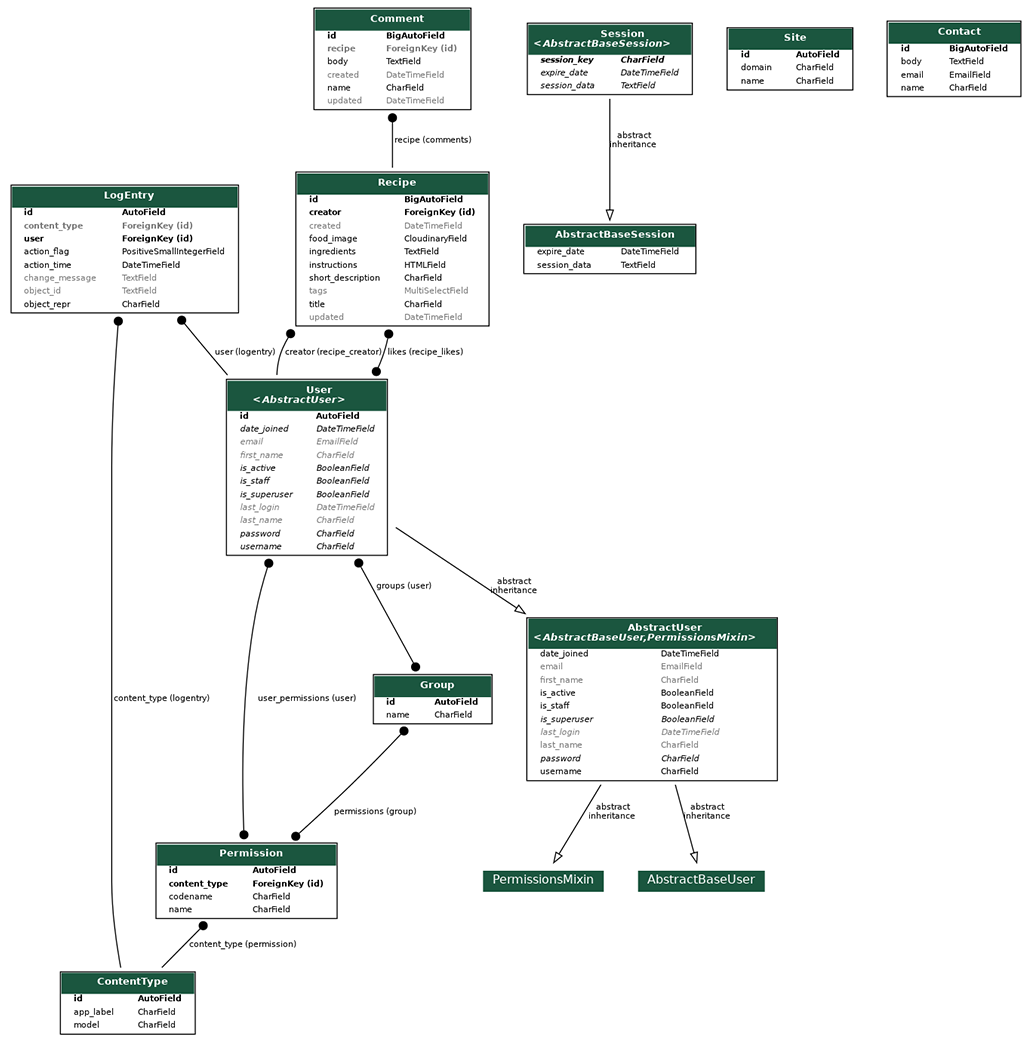 Comment
id BigAutoField
recipe ForeignKey (id)
body TextField
created DateTimeField
name CharField
updated DateTimeField
Session
<AbstractBaseSession>
session_key CharField
expire_date DateTimeField
session_data TextField
Site
id AutoField
domain CharField
name CharField
Contact
id BigAutoField
body TextField
email EmailField
name CharField
recipe (comments)
abstract
inheritance
LogEntry
id AutoField
content_type ForeignKey (id)
user ForeignKey (id)
action_flag PositiveSmallIntegerField
action_time DateTimeField
change_message TextField
object_id TextField
object_repr CharField
Recipe
id BigAutoField
creator ForeignKey (id)
created DateTimeField
food_image CloudinaryField
ingredients TextField
instructions HTMLField
short_description CharField
tags MultiSelectField
title CharField
updated DateTimeField
AbstractBaseSession
expire_date DateTimeField
session_data TextField
user (logentry)
creator (recipe_creator)
likes (recipe_likes)
User
<AbstractUser>
id AutoField
date_joined DateTimeField
email EmailField
first_name CharField
is_active BooleanField
is_staff BooleanField
is_superuser BooleanField
last_login DateTimeField
last_name CharField
password CharField
username CharField
groups (user)
abstract
inheritance
AbstractUser
<AbstractBaseUser,PermissionsMixin>
date_joined DateTimeField
email EmailField
first_name CharField
is_active BooleanField
is_staff BooleanField
is_superuser BooleanField
last_login DateTimeField
last_name CharField
password CharField
username CharField
content_type (logentry)
user_permissions (user)
Group
id AutoField
name CharField
permissions (group)
abstract
inheritance
abstract
inheritance
PermissionsMixin
AbstractBaseUser
Permission
id AutoField
content_type ForeignKey (id)
codename CharField
name CharField
content_type (permission)
ContentType
id AutoField
app_label CharField
model CharField